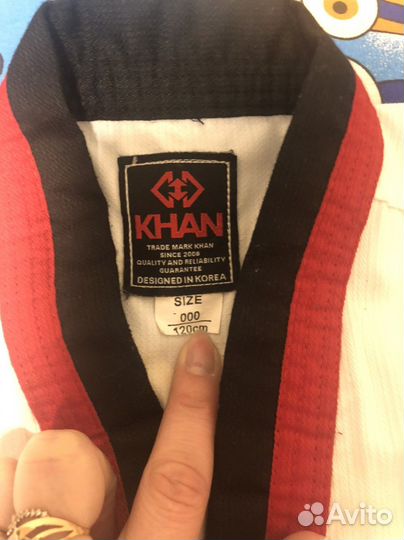 KHAN
TRADE MARK KHAN
SINCE 2008
QUALITY AND RELIABILITY
GUARANTEE
DESIGNED IN KOREA
SIZE
000
120cm
Avito